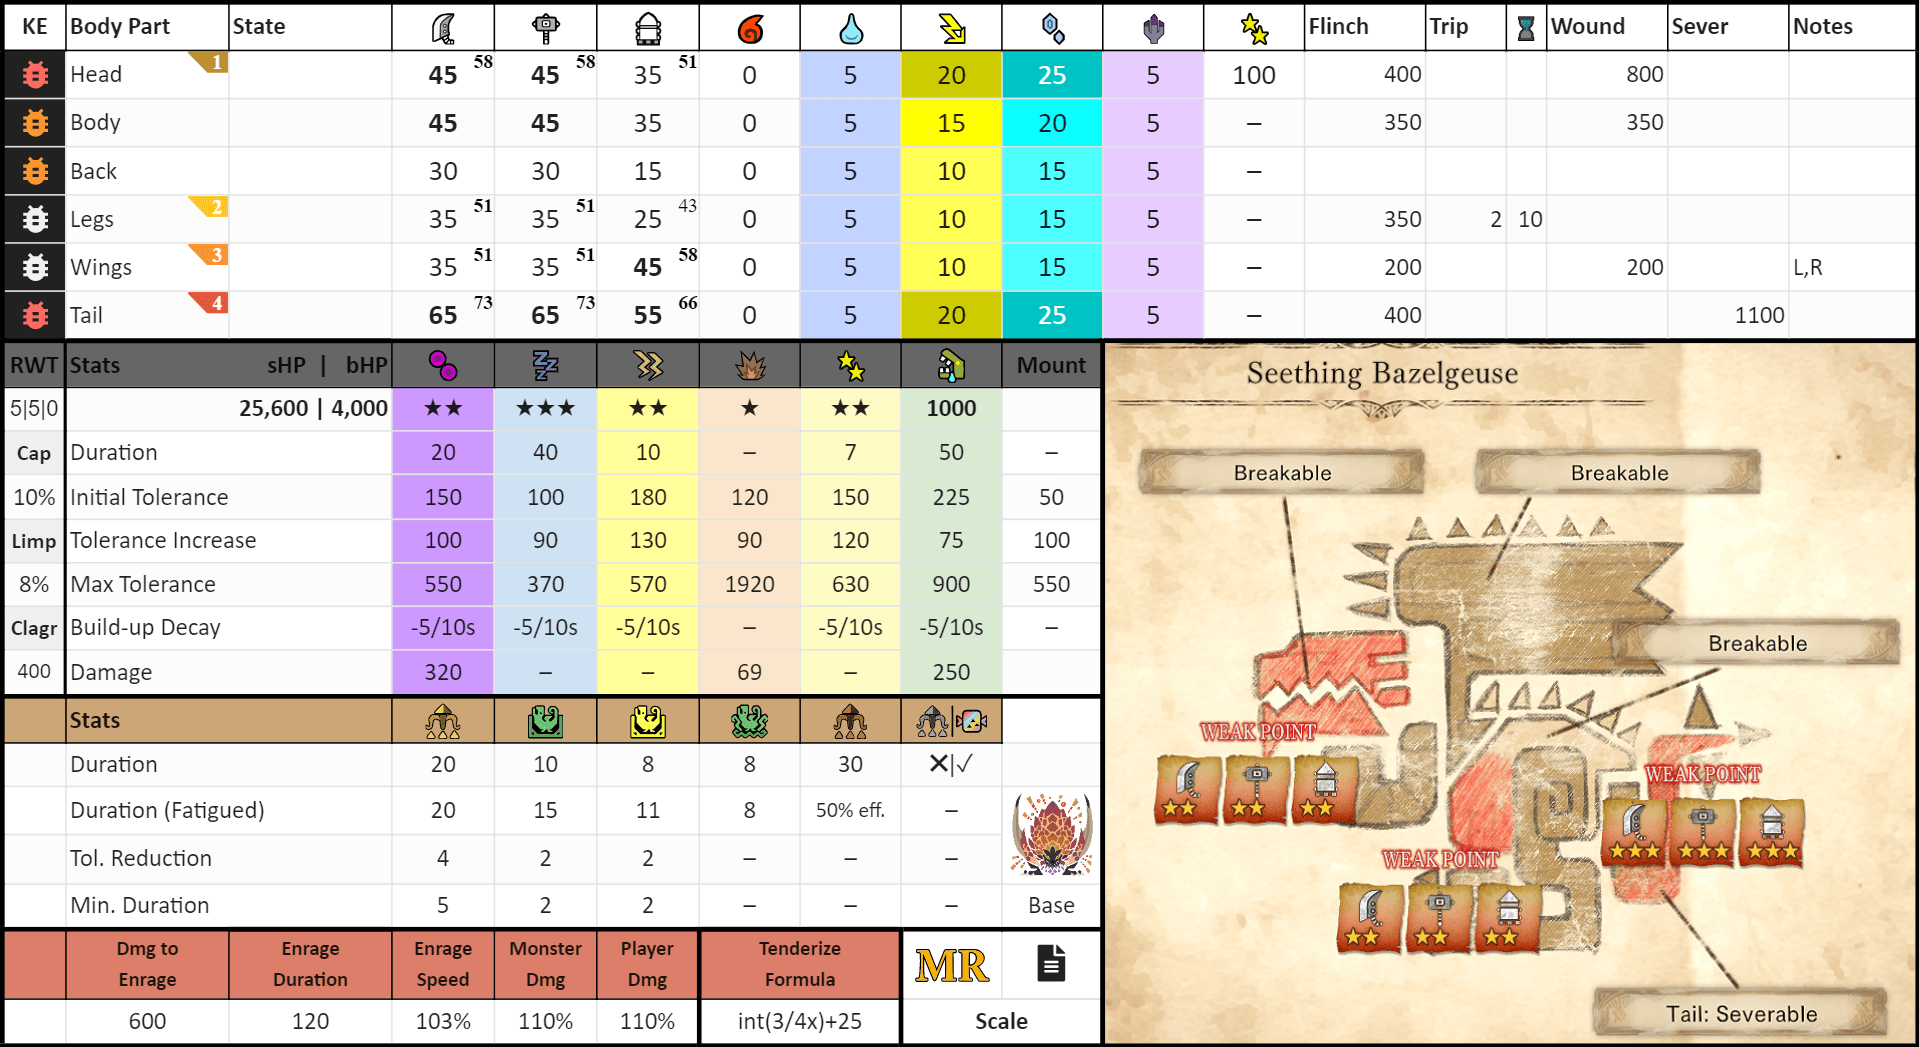 KE Body Part State Flinch Trip Wound Sever Notes
Head 1 45 58 45 58 35 51 0 5 20 25 5 100 400 800
Body 45 45 35 0 5 15 20 5 – 350 350
Back 30 30 15 0 5 10 15 5 –
Legs 2 35 51 35 51 25 43 0 5 10 15 5 – 350 2 10
Wings 3 35 51 35 51 45 58 0 5 10 15 5 – 200 200 L,R
Tail 4 65 73 65 73 55 66 0 5 20 25 5 – 400 1100
RWT Stats sHP | bHP Mount
5|5|0 25,600 | 4,000 ★★ ★★★ ★★ ★ ★★ 1000
Cap Duration 20 40 10 – 7 50 –
10% Initial Tolerance 150 100 180 120 150 225 50
Limp Tolerance Increase 100 90 130 90 120 75 100
8% Max Tolerance 550 370 570 1920 630 900 550
Clagr Build-up Decay -5/10s -5/10s -5/10s – -5/10s -5/10s –
400 Damage 320 – – 69 – 250
Stats
Duration 20 10 8 8 30 ✕|✓
Duration (Fatigued) 20 15 11 8 50% eff. –
Tol. Reduction 4 2 2 – – –
Min. Duration 5 2 2 – – – Base
Dmg to Enrage
Enrage Duration
Enrage Speed
Monster Dmg
Player Dmg
Tenderize Formula
MR
600 120 103% 110% 110% int(3/4x)+25 Scale
Seething Bazelgeuse
Breakable
Breakable
Breakable
WEAK POINT
WEAK POINT
WEAK POINT
Tail: Severable